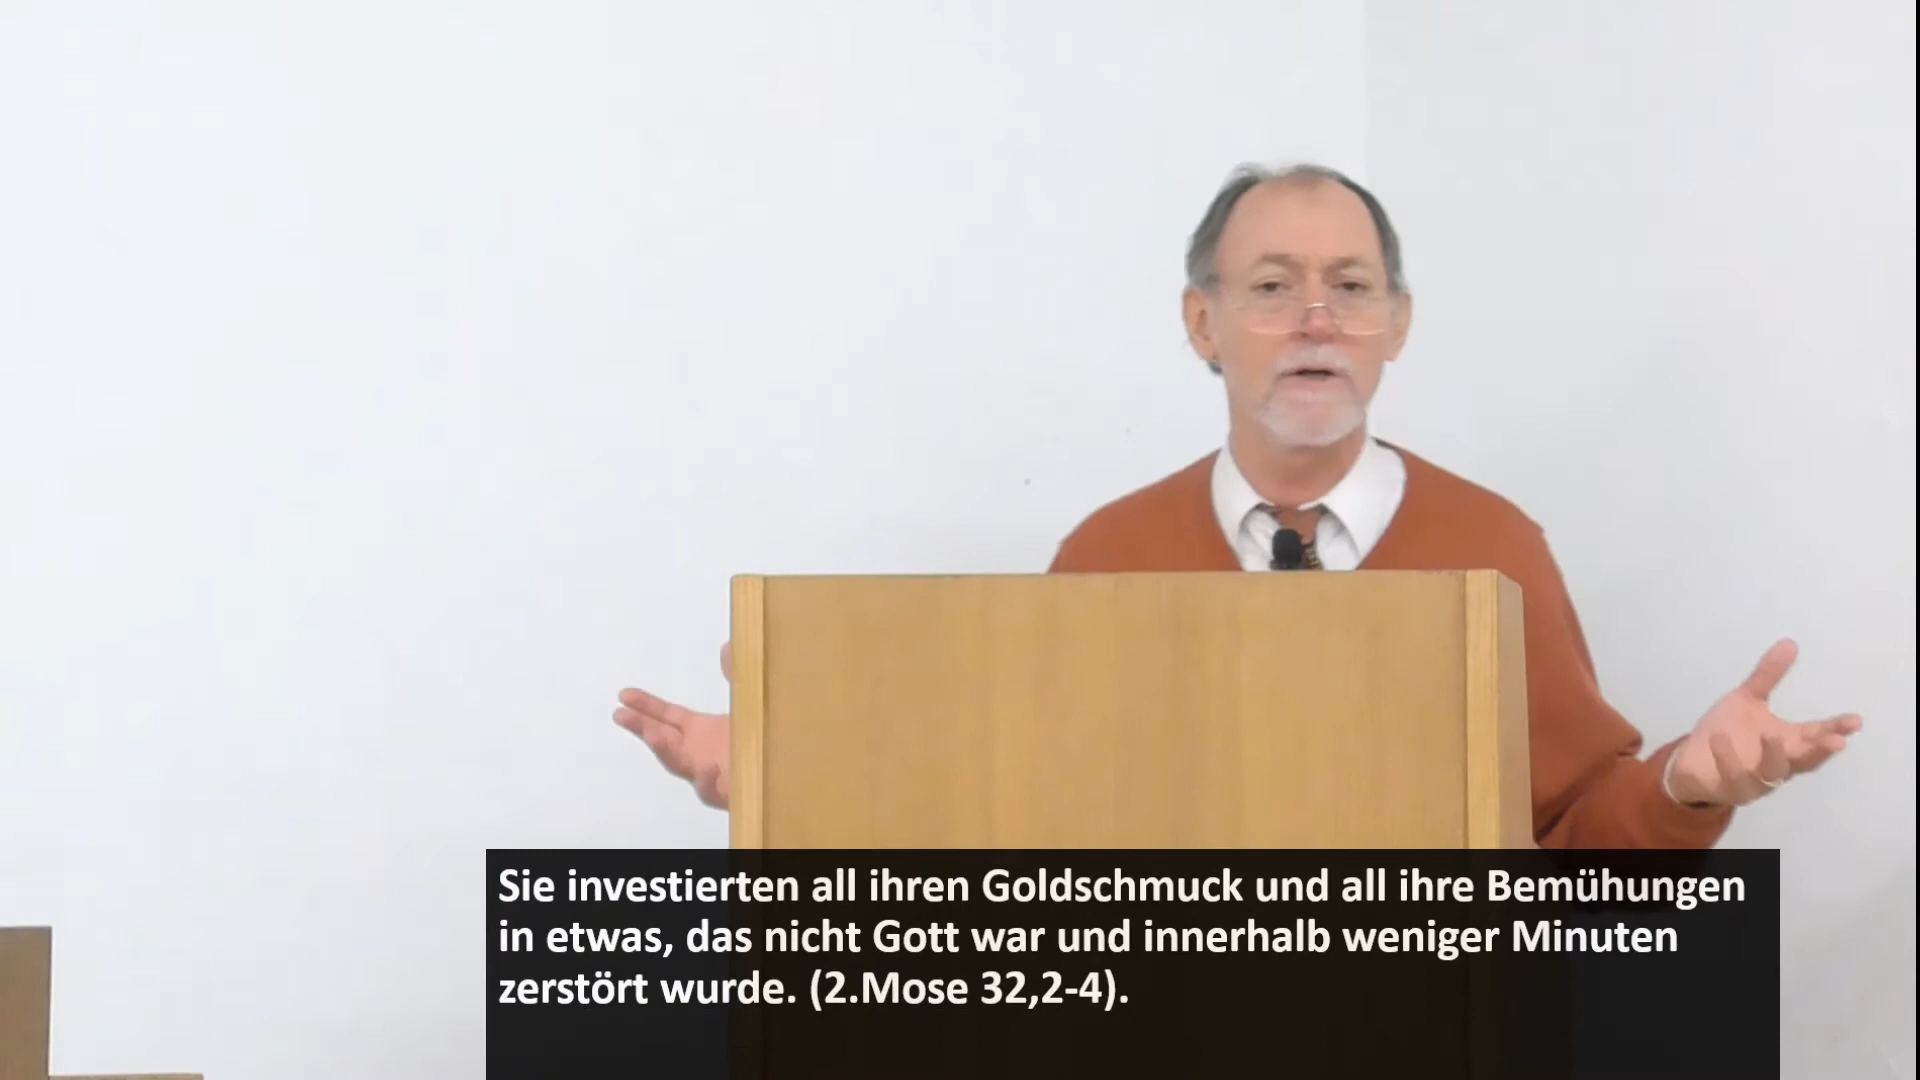 Sie investierten all ihren Goldschmuck und all ihre Bemühungen
in etwas, das nicht Gott war und innerhalb weniger Minuten
zerstört wurde. (2.Mose 32,2-4).